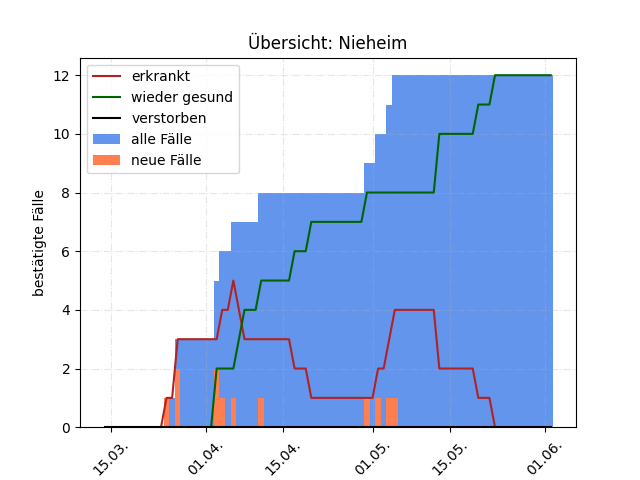 Übersicht: Nieheim
erkrankt
wieder gesund
verstorben
alle Fälle
neue Fälle
bestätigte Fälle
12
10
8
6
4
2
0
15.03.
01.04.
15.04.
01.05.
15.05.
01.06.